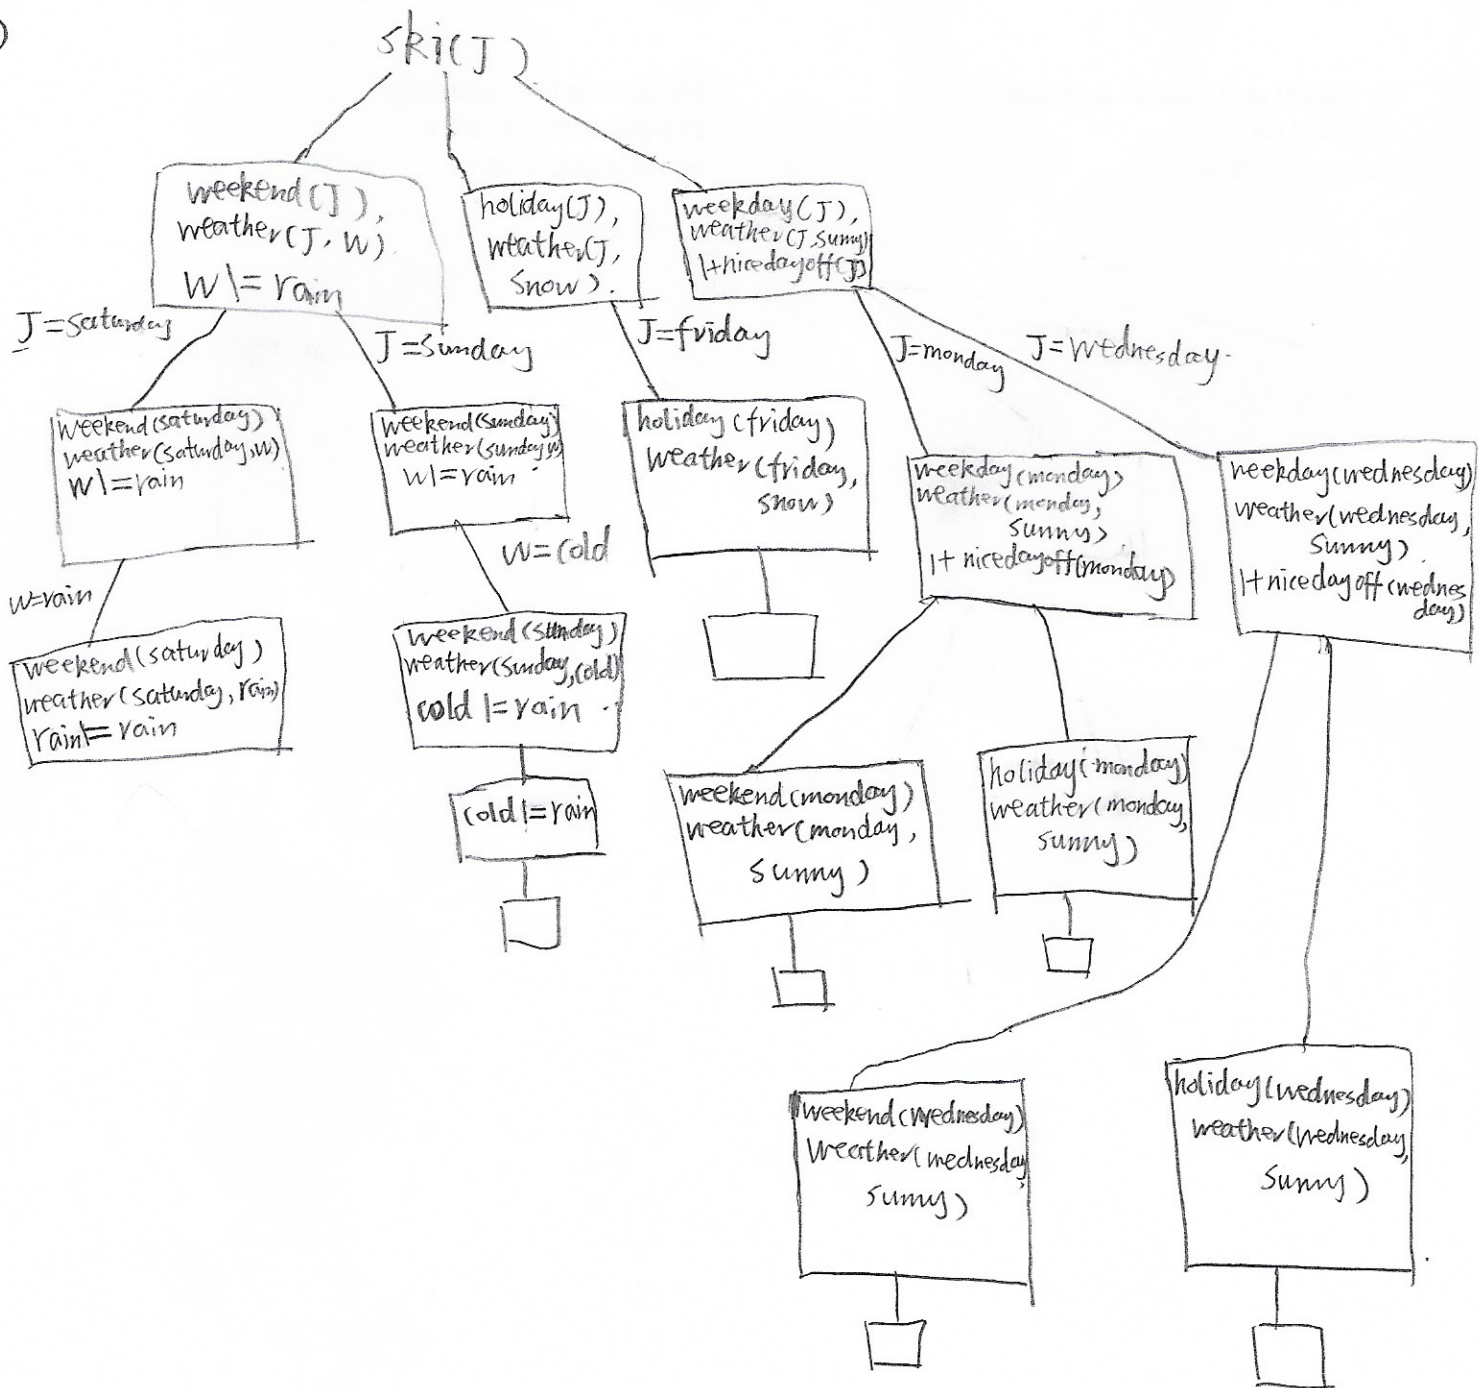 ski(J)
weekend(J),
weather(J, W).
W \= rain
holiday(J),
weather(J,
snow).
weekday(J),
weather(J,sunny)
\+nicedayoff(J)
J=saturday
J=sunday
J=friday
J=monday
J=wednesday.
weekend(saturday)
weather(saturday,w)
w\=rain
weekend(sunday)
weather(sunday,w)
w\=rain.
holiday(friday)
weather(friday,
snow)
weekday(monday)
weather(monday,
sunny)
\+ nicedayoff(monday)
weekday(wednesday)
weather(wednesday,
sunny).
\+nicedayoff(wednes
day)
w=rain
w=cold
weekend(saturday)
weather(saturday, rain)
rain\=rain
weekend(sunday)
weather(sunday,cold)
cold \=rain.
cold \=rain
weekend(monday)
weather(monday,
sunny)
holiday(monday)
weather(monday,
sunny)
weekend(wednesday)
weather(wednesday
sunny)
holiday(wednesday)
weather(wednesday,
sunny)